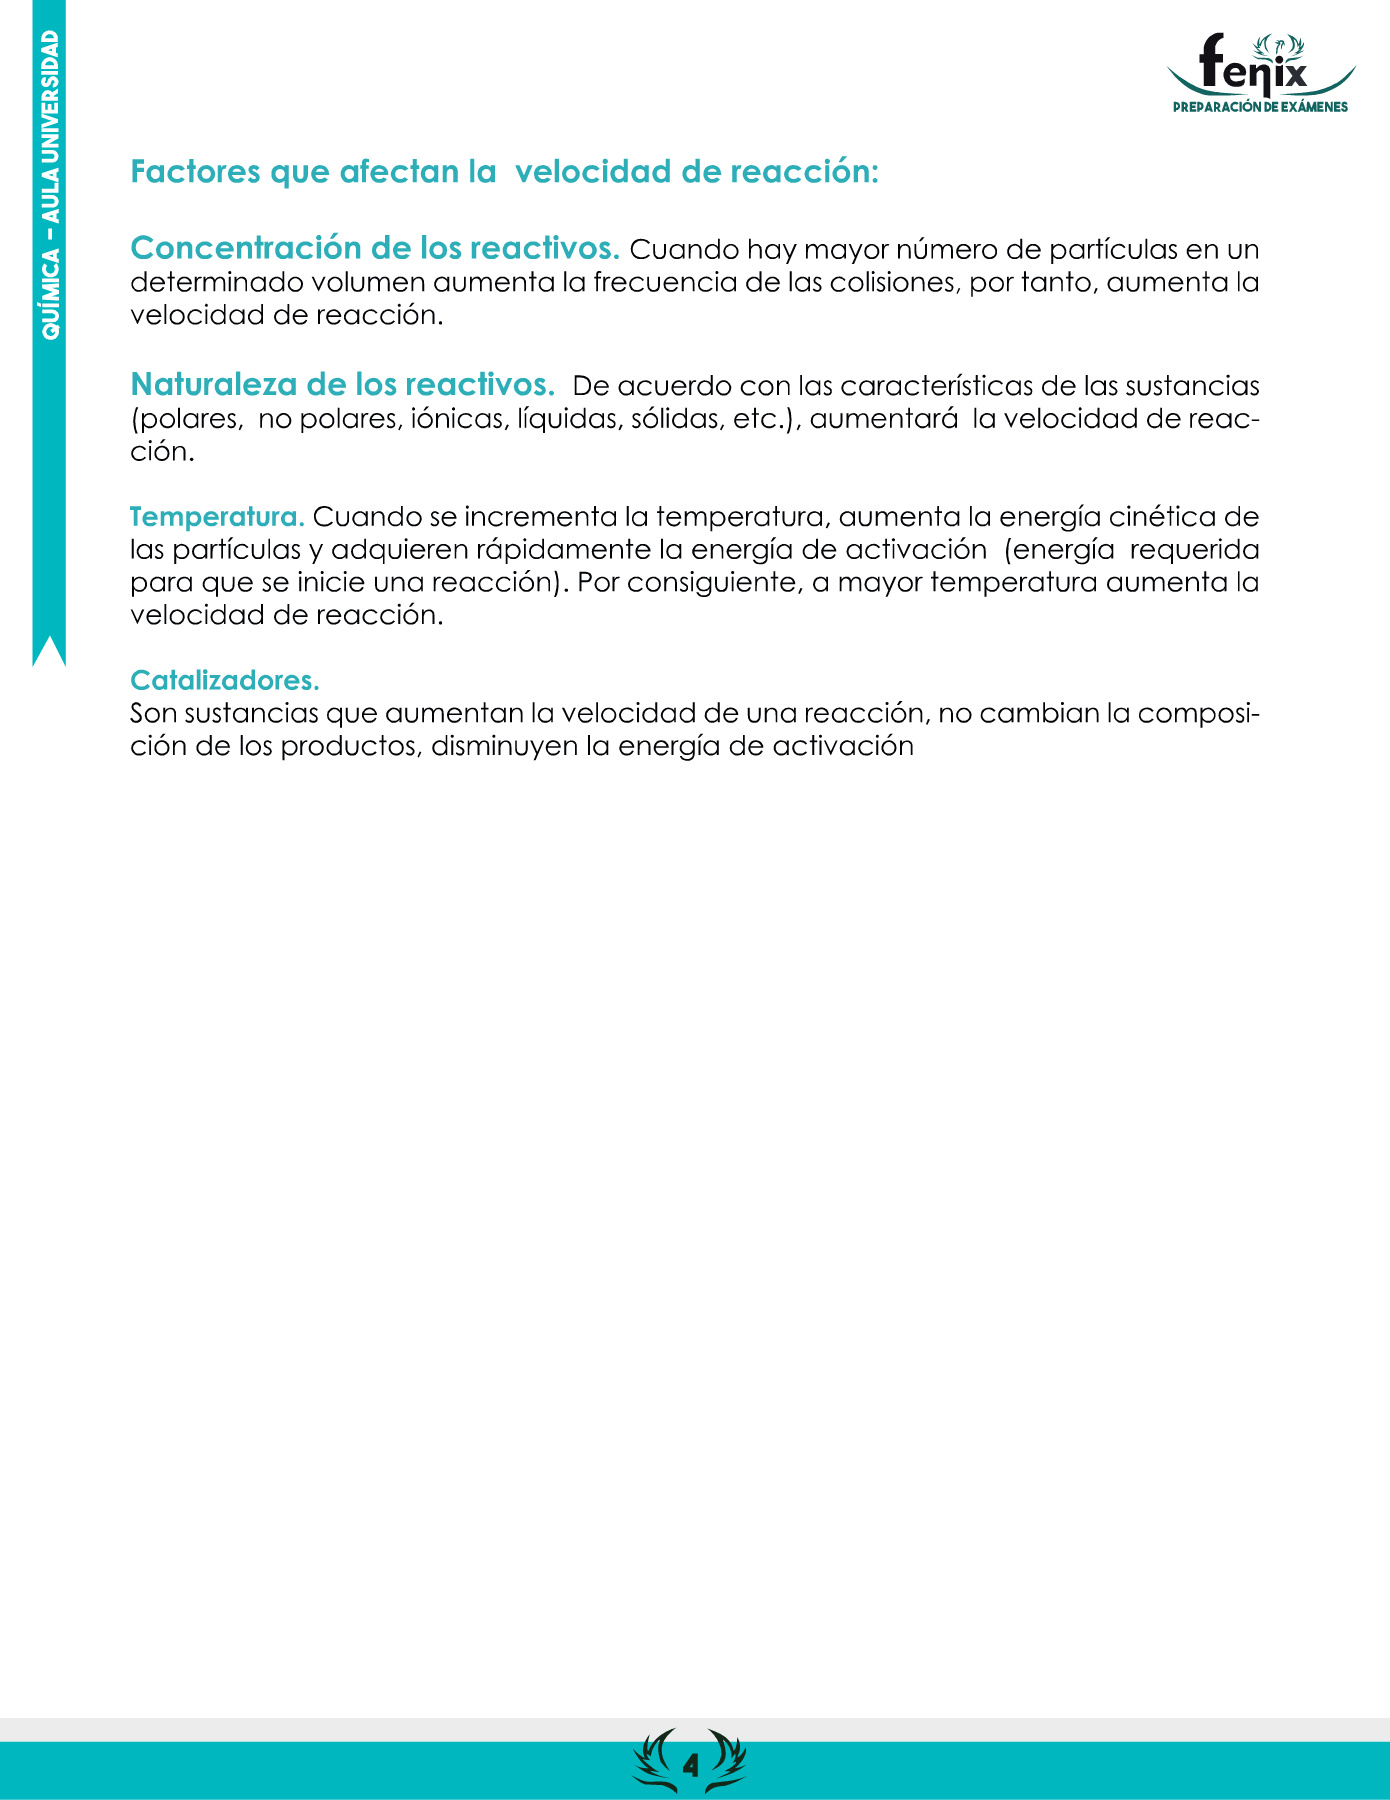 QUÍMICA - AULA UNIVERSIDAD
fenix
PREPARACIÓN DE EXÁMENES
Factores que afectan la  velocidad de reacción:
Concentración de los reactivos. Cuando hay mayor número de partículas en un
determinado volumen aumenta la frecuencia de las colisiones, por tanto, aumenta la
velocidad de reacción.
Naturaleza de los reactivos.  De acuerdo con las características de las sustancias
(polares,  no polares, iónicas, líquidas, sólidas, etc.), aumentará  la velocidad de reac-
ción.
Temperatura. Cuando se incrementa la temperatura, aumenta la energía cinética de
las partículas y adquieren rápidamente la energía de activación  (energía  requerida
para que se inicie una reacción). Por consiguiente, a mayor temperatura aumenta la
velocidad de reacción.
Catalizadores.
Son sustancias que aumentan la velocidad de una reacción, no cambian la composi-
ción de los productos, disminuyen la energía de activación
4